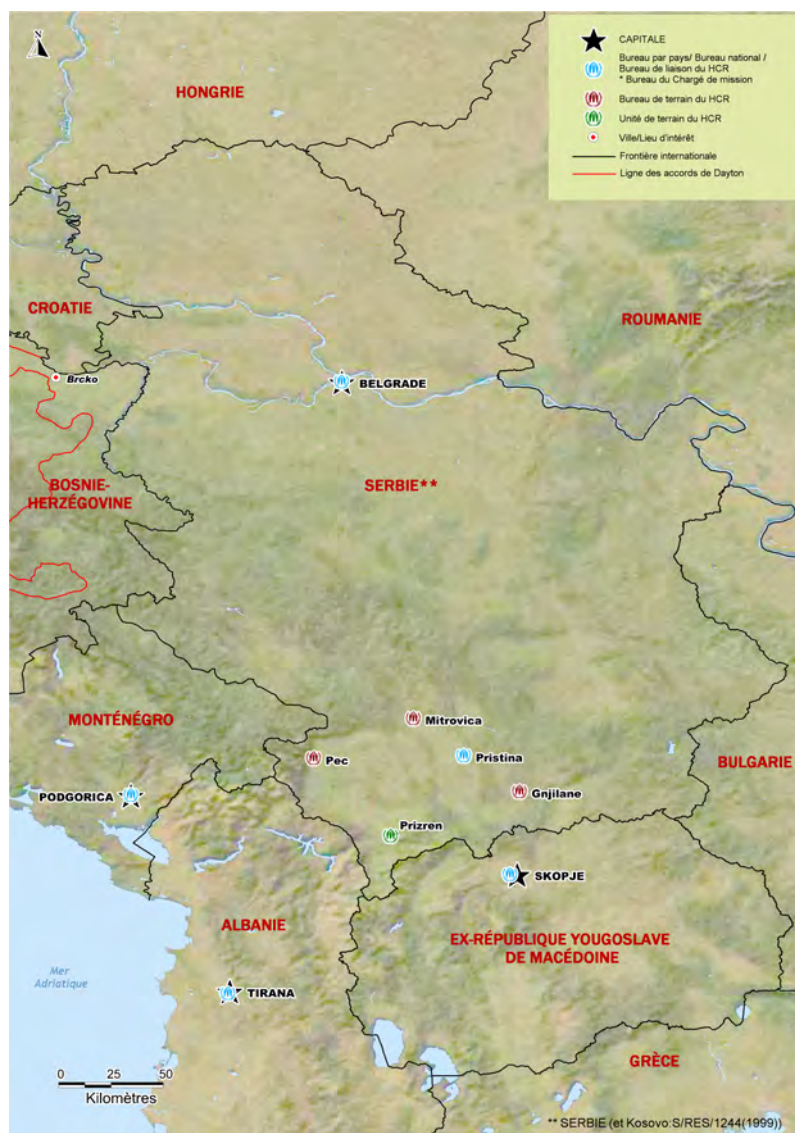 N
CAPITALE
Bureau par pays/ Bureau national /
Bureau de liaison du HCR
* Bureau du Chargé de mission
Bureau de terrain du HCR
Unité de terrain du HCR
Ville/Lieu d'intérêt
Frontière internationale
Ligne des accords de Dayton
HONGRIE
CROATIE
ROUMANIE
Brcko
BELGRADE
BOSNIE-
HERZÉGOVINE
SERBIE**
MONTÉNÉGRO
Mitrovica
Pec
Pristina
BULGARIE
PODGORICA
Gnjilane
Prizren
SKOPJE
ALBANIE
EX-RÉPUBLIQUE YOUGOSLAVE
DE MACÉDOINE
Mer
Adriatique
TIRANA
GRÈCE
0 25 50
Kilomètres
** SERBIE (et Kosovo:S/RES/1244(1999))